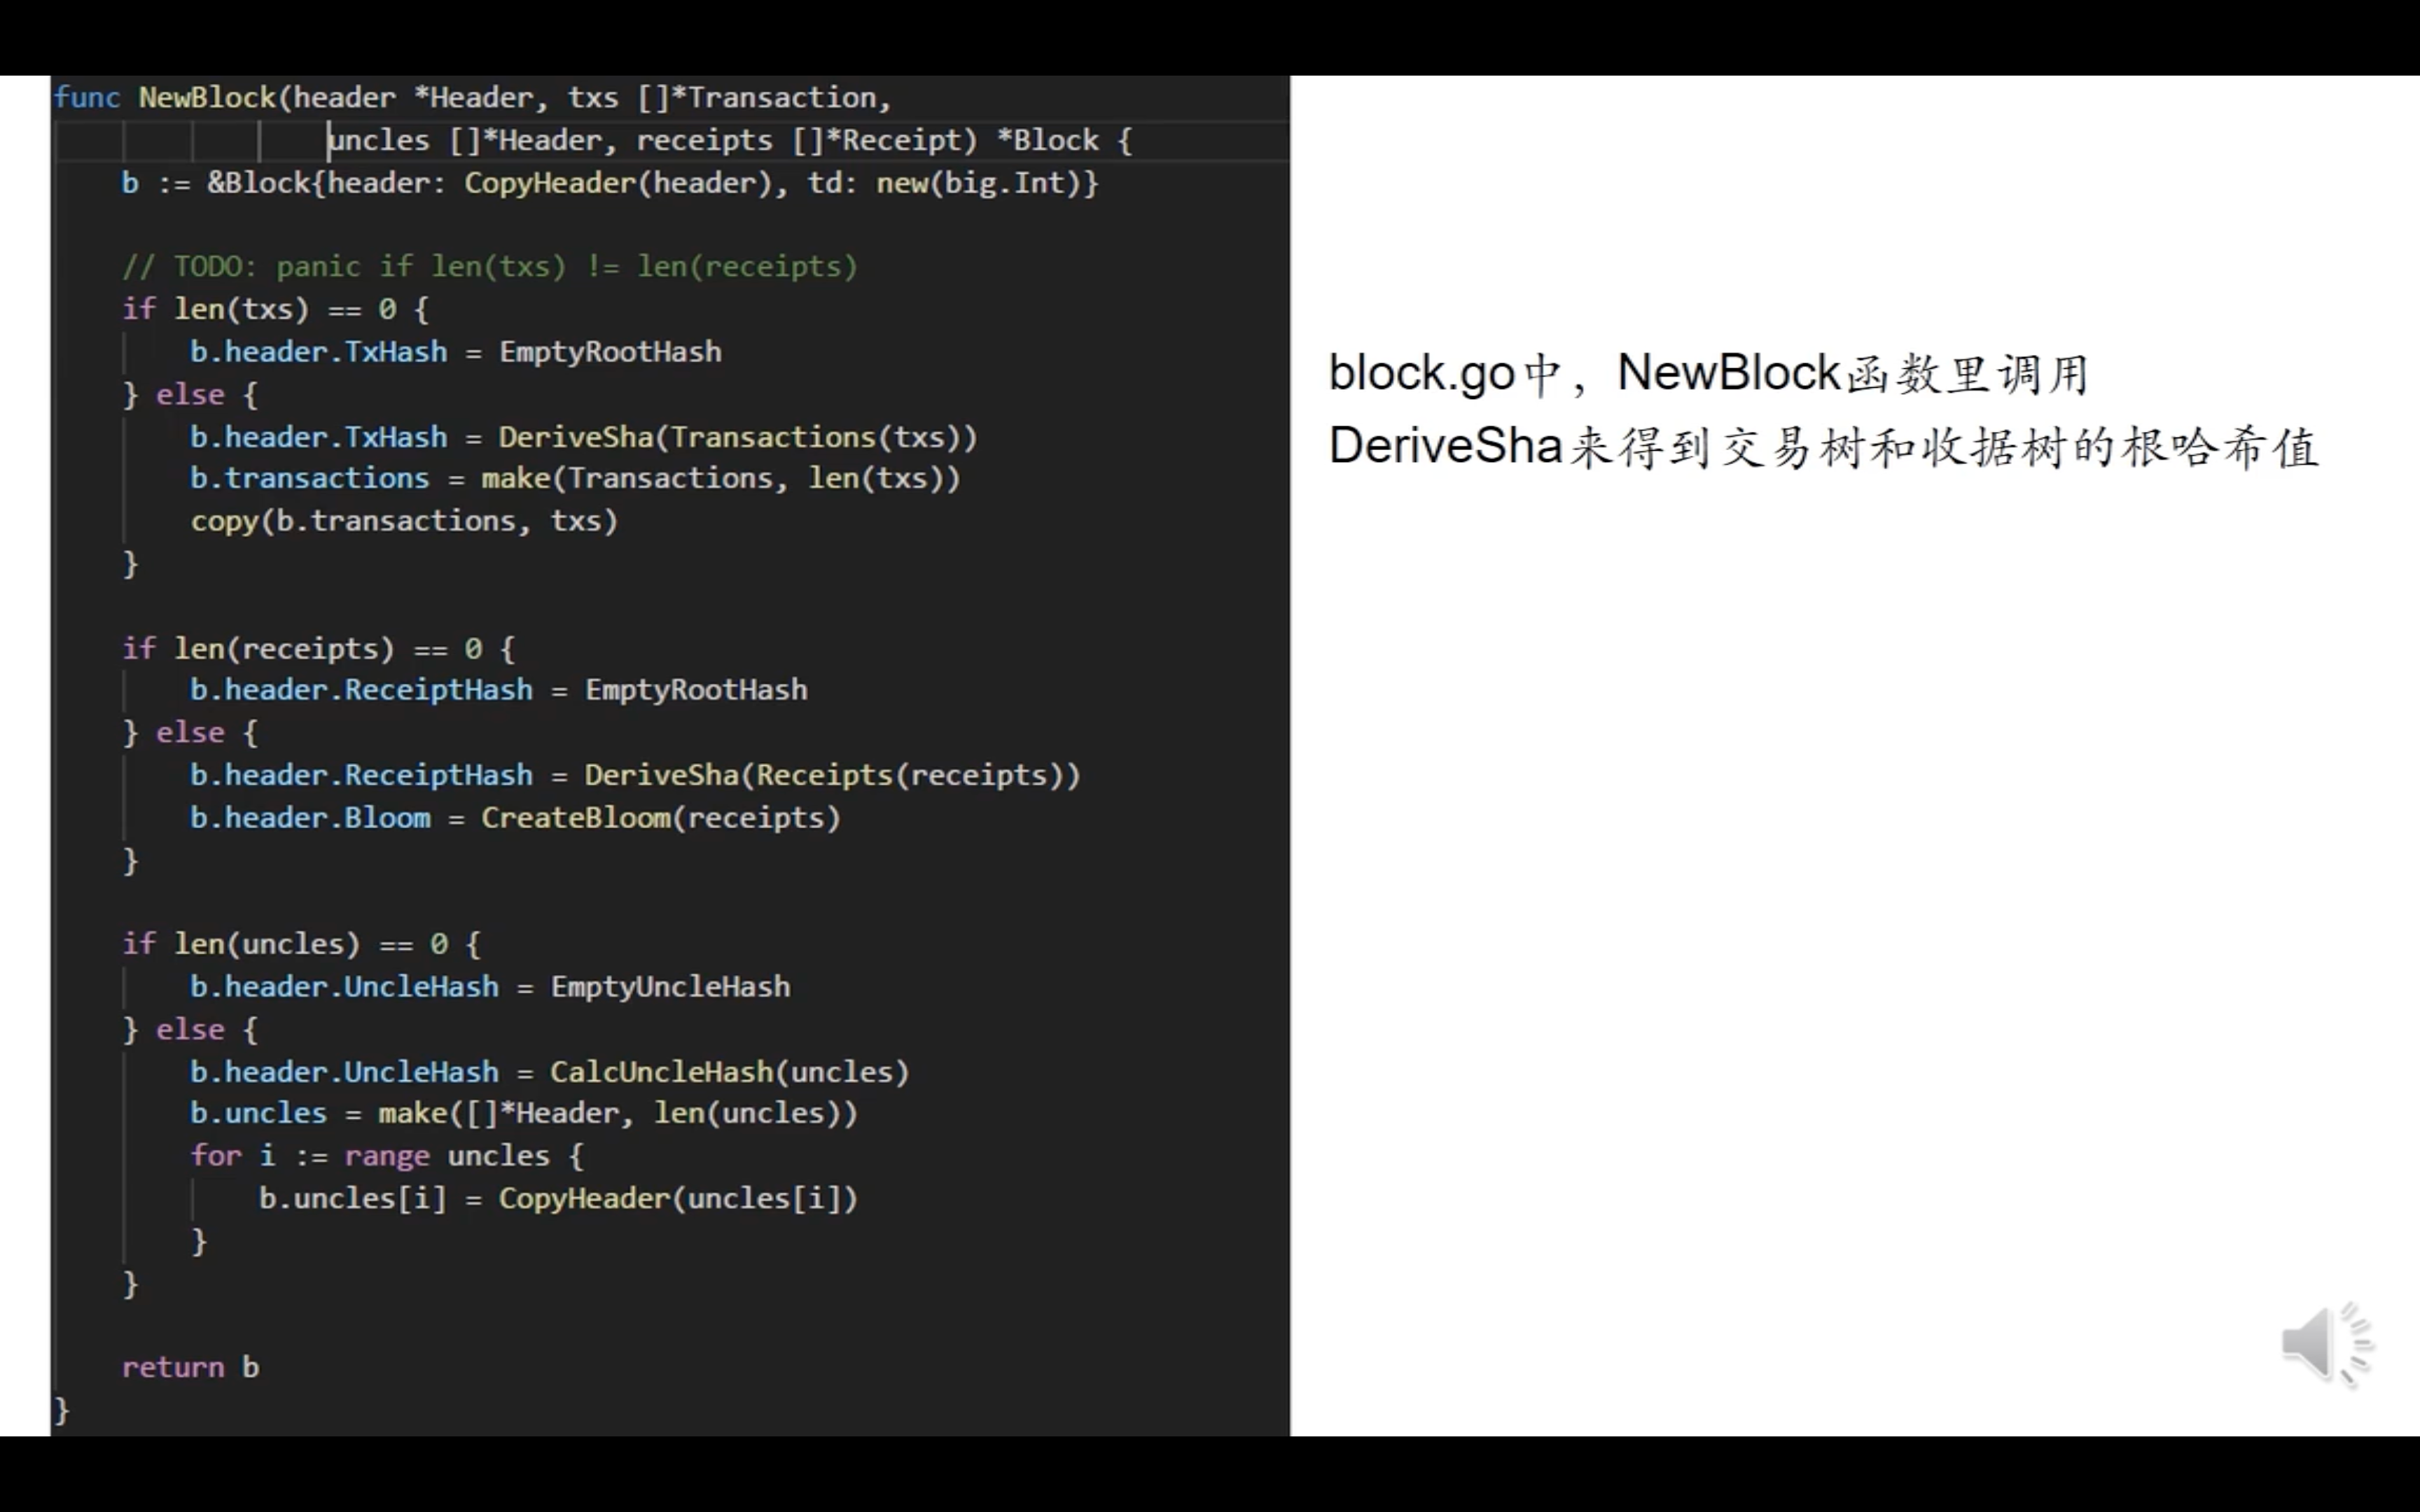 func NewBlock(header *Header, txs []*Transaction,
uncles []*Header, receipts []*Receipt) *Block {
b := &Block{header: CopyHeader(header), td: new(big.Int)}
// TODO: panic if len(txs) != len(receipts)
if len(txs) == 0 {
b.header.TxHash = EmptyRootHash
} else {
b.header.TxHash = DeriveSha(Transactions(txs))
b.transactions = make(Transactions, len(txs))
copy(b.transactions, txs)
}
if len(receipts) == 0 {
b.header.ReceiptHash = EmptyRootHash
} else {
b.header.ReceiptHash = DeriveSha(Receipts(receipts))
b.header.Bloom = CreateBloom(receipts)
}
if len(uncles) == 0 {
b.header.UncleHash = EmptyUncleHash
} else {
b.header.UncleHash = CalcUncleHash(uncles)
b.uncles = make([]*Header, len(uncles))
for i := range uncles {
b.uncles[i] = CopyHeader(uncles[i])
}
}
return b
}
block.go中，NewBlock函数里调用
DeriveSha来得到交易树和收据树的根哈希值